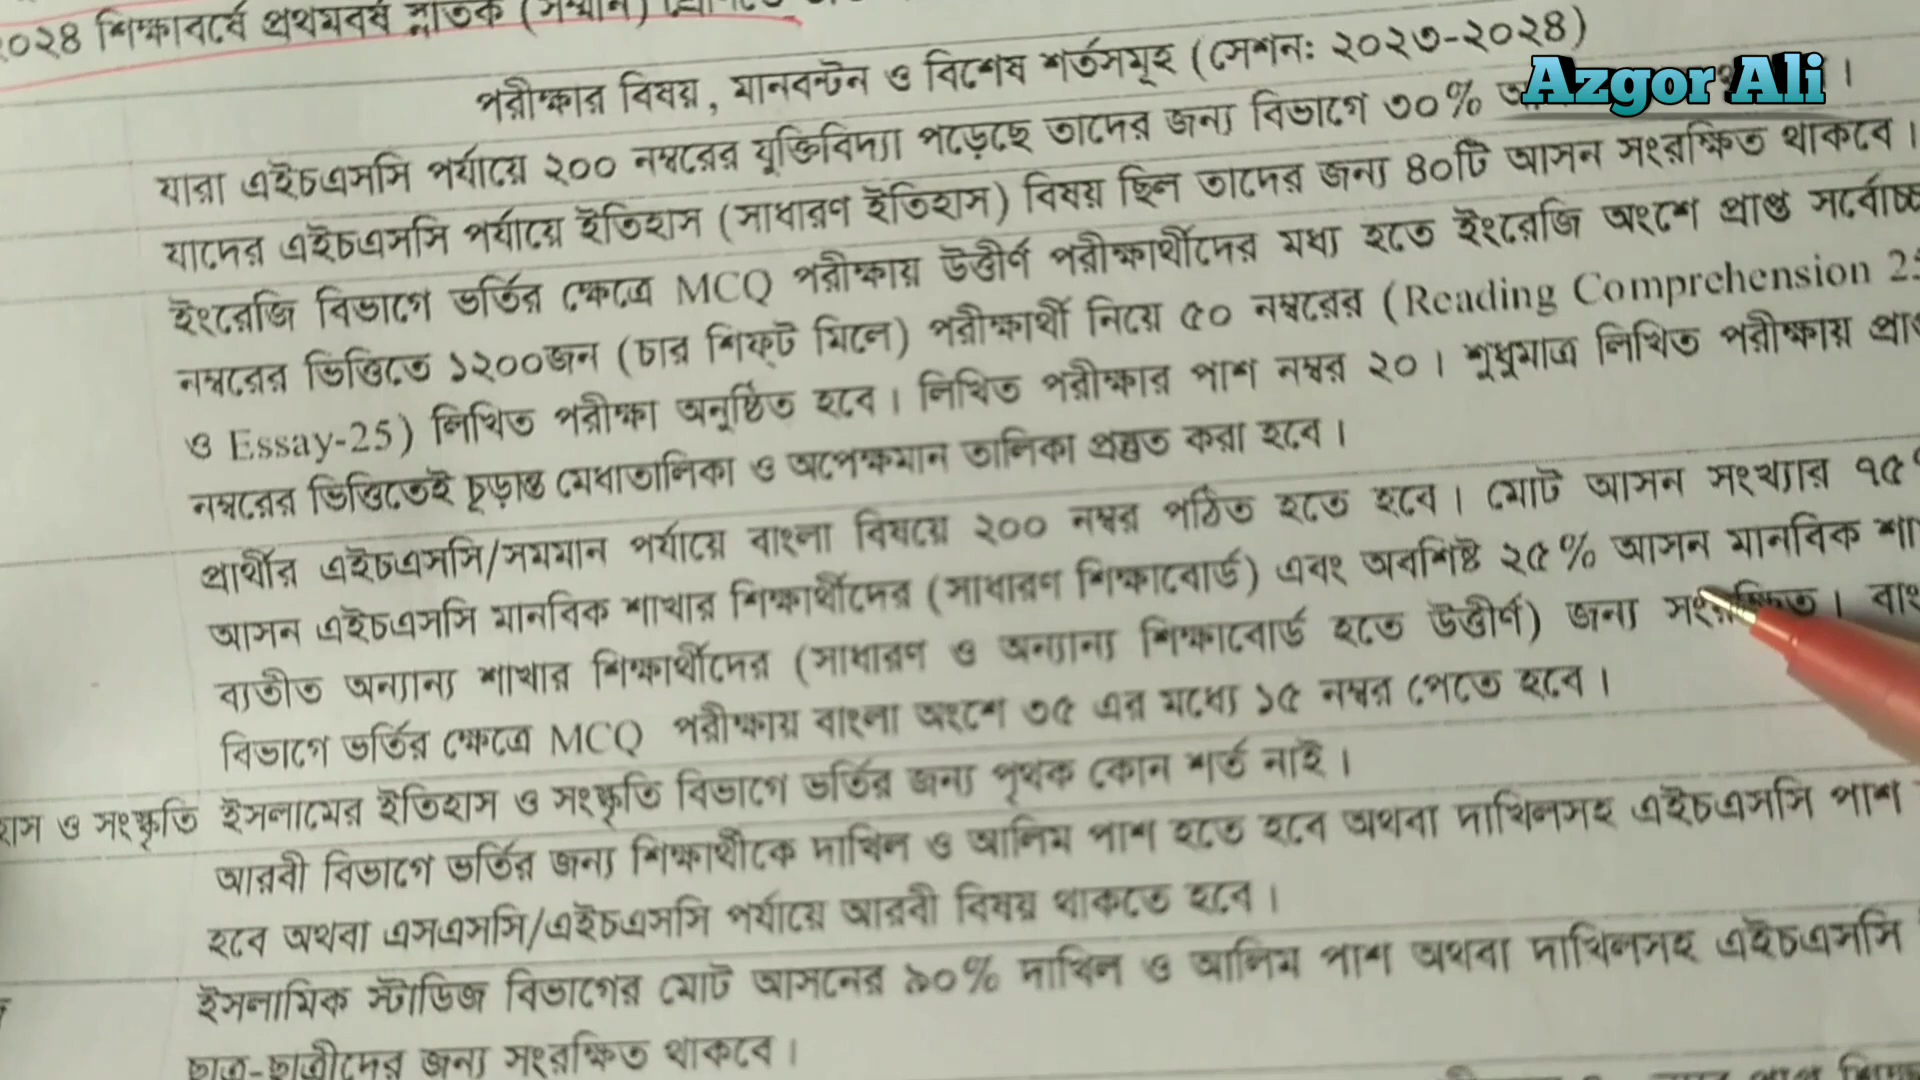 ২০২৪ শিক্ষাবর্ষে প্রথমবর্ষ স্নাতক (সম্মান)
পরীক্ষার বিষয়, মানবন্টন ও বিশেষ শর্তসমূহ (সেশন: ২০২৩-২০২৪)
Azgor Ali
যারা এইচএসসি পর্যায়ে ২০০ নম্বরের যুক্তিবিদ্যা পড়েছে তাদের জন্য বিভাগে ৩০%
যাদের এইচএসসি পর্যায়ে ইতিহাস (সাধারণ ইতিহাস) বিষয় ছিল তাদের জন্য ৪০টি আসন সংরক্ষিত থাকবে।
ইংরেজি বিভাগে ভর্তির ক্ষেত্রে MCQ পরীক্ষায় উত্তীর্ণ পরীক্ষার্থীদের মধ্য হতে ইংরেজি অংশে প্রাপ্ত সর্বোচ্চ
নম্বরের ভিত্তিতে ১২০০জন (চার শিফ্ট মিলে) পরীক্ষার্থী নিয়ে ৫০ নম্বরের (Reading Comprehension 25
ও Essay-25) লিখিত পরীক্ষা অনুষ্ঠিত হবে। লিখিত পরীক্ষার পাশ নম্বর ২০। শুধুমাত্র লিখিত পরীক্ষায়
নম্বরের ভিত্তিতেই চূড়ান্ত মেধাতালিকা ও অপেক্ষমান তালিকা প্রস্তুত করা হবে।
প্রার্থীর এইচএসসি/সমমান পর্যায়ে বাংলা বিষয়ে ২০০ নম্বর পঠিত হতে হবে। মোট আসন সংখ্যার ৭৫%
আসন এইচএসসি মানবিক শাখার শিক্ষার্থীদের (সাধারণ শিক্ষাবোর্ড) এবং অবশিষ্ট ২৫% আসন মানবিক
ব্যতীত অন্যান্য শাখার শিক্ষার্থীদের (সাধারণ ও অন্যান্য শিক্ষাবোর্ড হতে উত্তীর্ণ) জন্য সংরক্ষিত।
বিভাগে ভর্তির ক্ষেত্রে MCQ পরীক্ষায় বাংলা অংশে ৩৫ এর মধ্যে ১৫ নম্বর পেতে হবে।
ও সংস্কৃতি ইসলামের ইতিহাস ও সংস্কৃতি বিভাগে ভর্তির জন্য পৃথক কোন শর্ত নাই।
আরবী বিভাগে ভর্তির জন্য শিক্ষার্থীকে দাখিল ও আলিম পাশ হতে হবে অথবা দাখিলসহ এইচএসসি পাশ
হবে অথবা এসএসসি/এইচএসসি পর্যায়ে আরবী বিষয় থাকতে হবে।
ইসলামিক স্টাডিজ বিভাগের মোট আসনের ৯০% দাখিল ও আলিম পাশ অথবা দাখিলসহ এইচএসসি
ছাত্র-ছাত্রীদের জন্য সংরক্ষিত থাকবে।